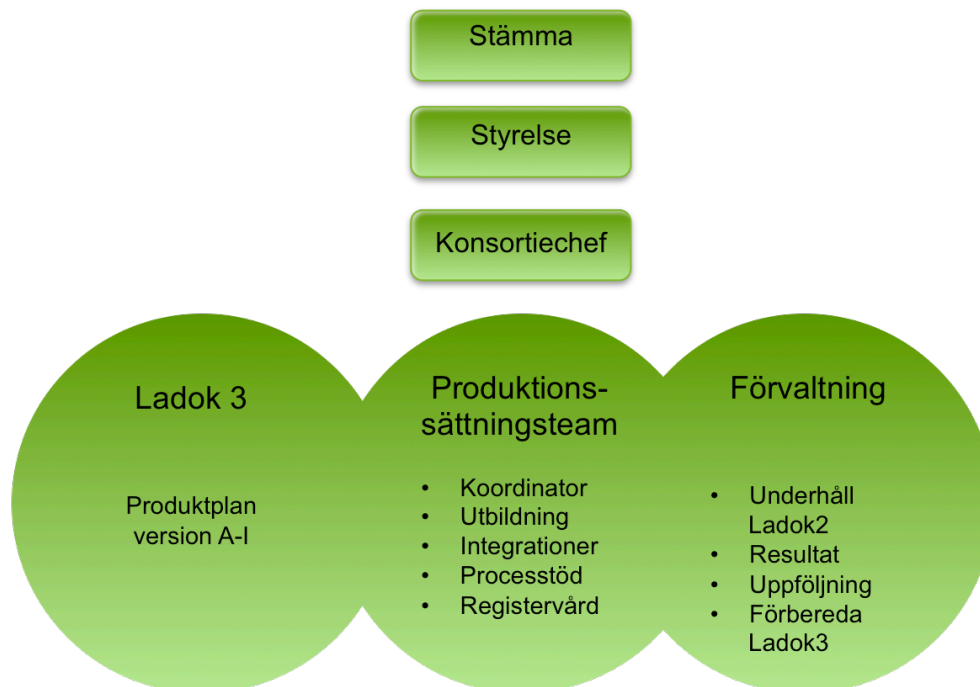 Stämma
Styrelse
Konsortiechef
Ladok 3
Produktplan
version A-I
Produktions-
sättningsteam
• Koordinator
• Utbildning
• Integrationer
• Processtöd
• Registervård
Förvaltning
• Underhåll
Ladok2
• Resultat
• Uppföljning
• Förbereda
Ladok3